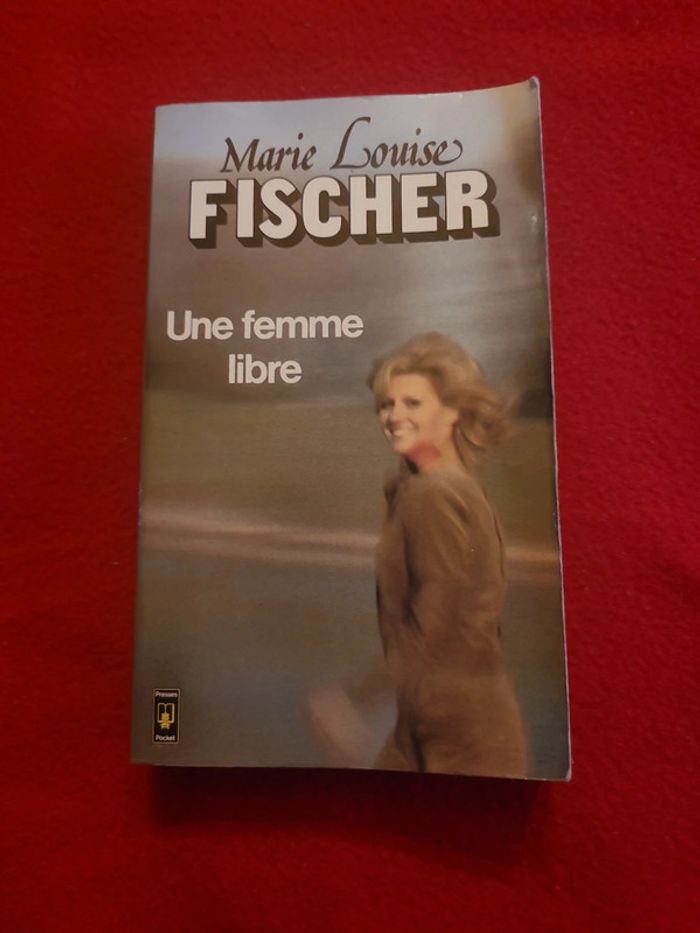 Marie Louise
FISCHER
Une femme
libre
Presses
Pocket